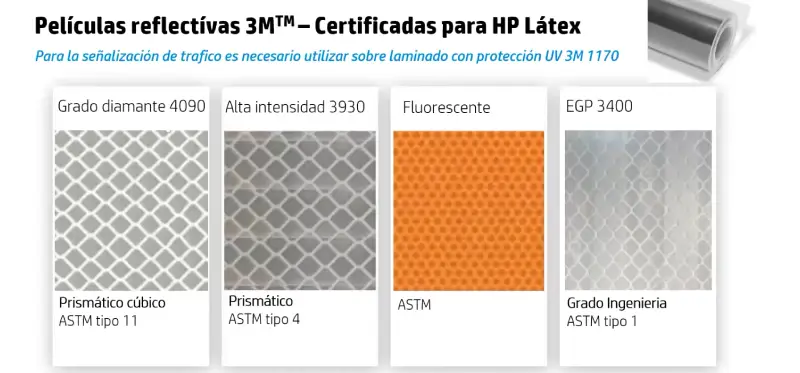 Películas reflectívas 3M™ – Certificadas para HP Látex
Para la señalización de trafico es necesario utilizar sobre laminado con protección UV 3M 1170
Grado diamante 4090
Prismático cúbico
ASTM tipo 11
Alta intensidad 3930
Prismático
ASTM tipo 4
Fluorescente
ASTM
EGP 3400
Grado Ingenieria
ASTM tipo 1